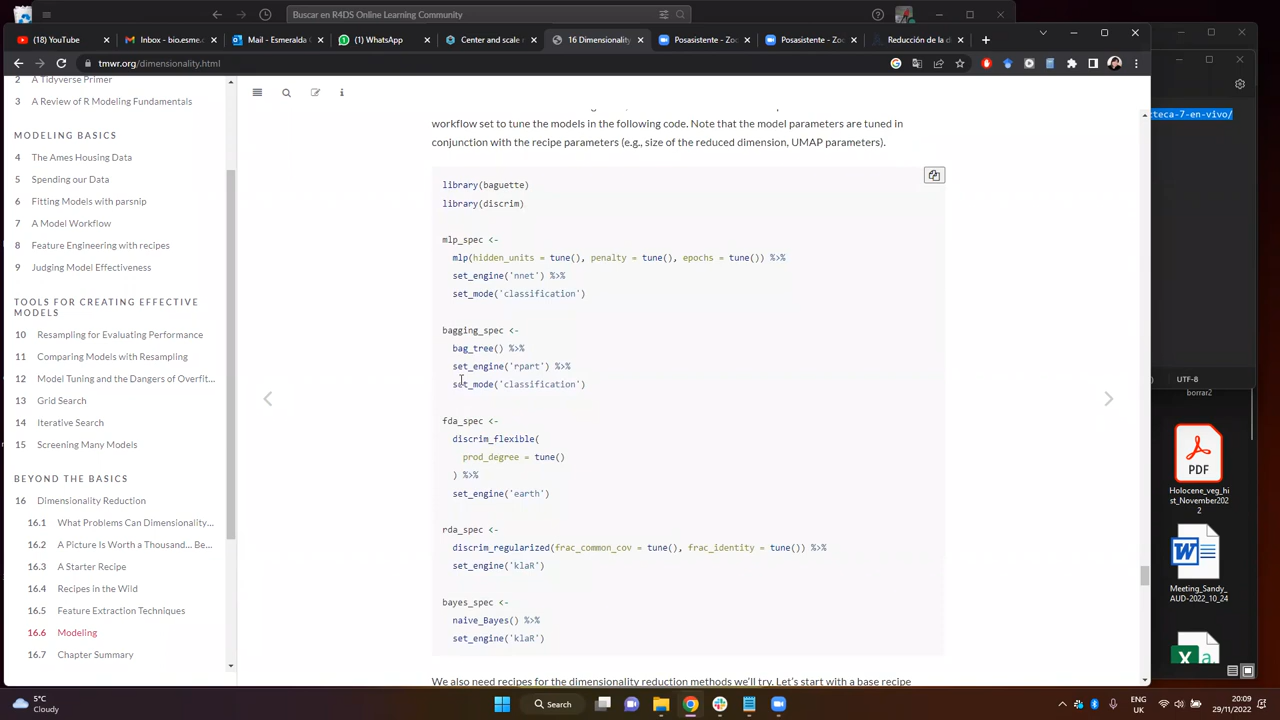 Buscar en R4DS Online Learning Community
(18) YouTube
Inbox - bio.esme.c
Mail - Esmeralda C
(1) WhatsApp
Center and scale n
16 Dimensionality
Posasistente - Zoo
Posasistente - Zoo
Reducción de la d
tmwr.org/dimensionality.html
2 A Tidyverse Primer
3 A Review of R Modeling Fundamentals
MODELING BASICS
4 The Ames Housing Data
5 Spending our Data
6 Fitting Models with parsnip
7 A Model Workflow
8 Feature Engineering with recipes
9 Judging Model Effectiveness
TOOLS FOR CREATING EFFECTIVE
MODELS
10 Resampling for Evaluating Performance
11 Comparing Models with Resampling
12 Model Tuning and the Dangers of Overfit...
13 Grid Search
14 Iterative Search
15 Screening Many Models
BEYOND THE BASICS
16 Dimensionality Reduction
16.1 What Problems Can Dimensionality...
16.2 A Picture Is Worth a Thousand... Be...
16.3 A Starter Recipe
16.4 Recipes in the Wild
16.5 Feature Extraction Techniques
16.6 Modeling
16.7 Chapter Summary
workflow set to tune the models in the following code. Note that the model parameters are tuned in
conjunction with the recipe parameters (e.g., size of the reduced dimension, UMAP parameters).
library(baguette)
library(discrim)
mlp_spec <-
mlp(hidden_units = tune(), penalty = tune(), epochs = tune()) %>%
set_engine('nnet') %>%
set_mode('classification')
bagging_spec <-
bag_tree() %>%
set_engine('rpart') %>%
set_mode('classification')
fda_spec <-
discrim_flexible(
prod_degree = tune()
) %>%
set_engine('earth')
rda_spec <-
discrim_regularized(frac_common_cov = tune(), frac_identity = tune()) %>%
set_engine('klaR')
bayes_spec <-
naive_Bayes() %>%
set_engine('klaR')
We also need recipes for the dimensionality reduction methods we'll try. Let's start with a base recipe
cteca-7-en-vivo/
UTF-8
borrar2
PDF
Holocene_veg_hi
st_November202
2
Meeting_Sandy_
AUD-2022_10_24
5°C
Cloudy
Search
ENG
UK
20:09
29/11/2022